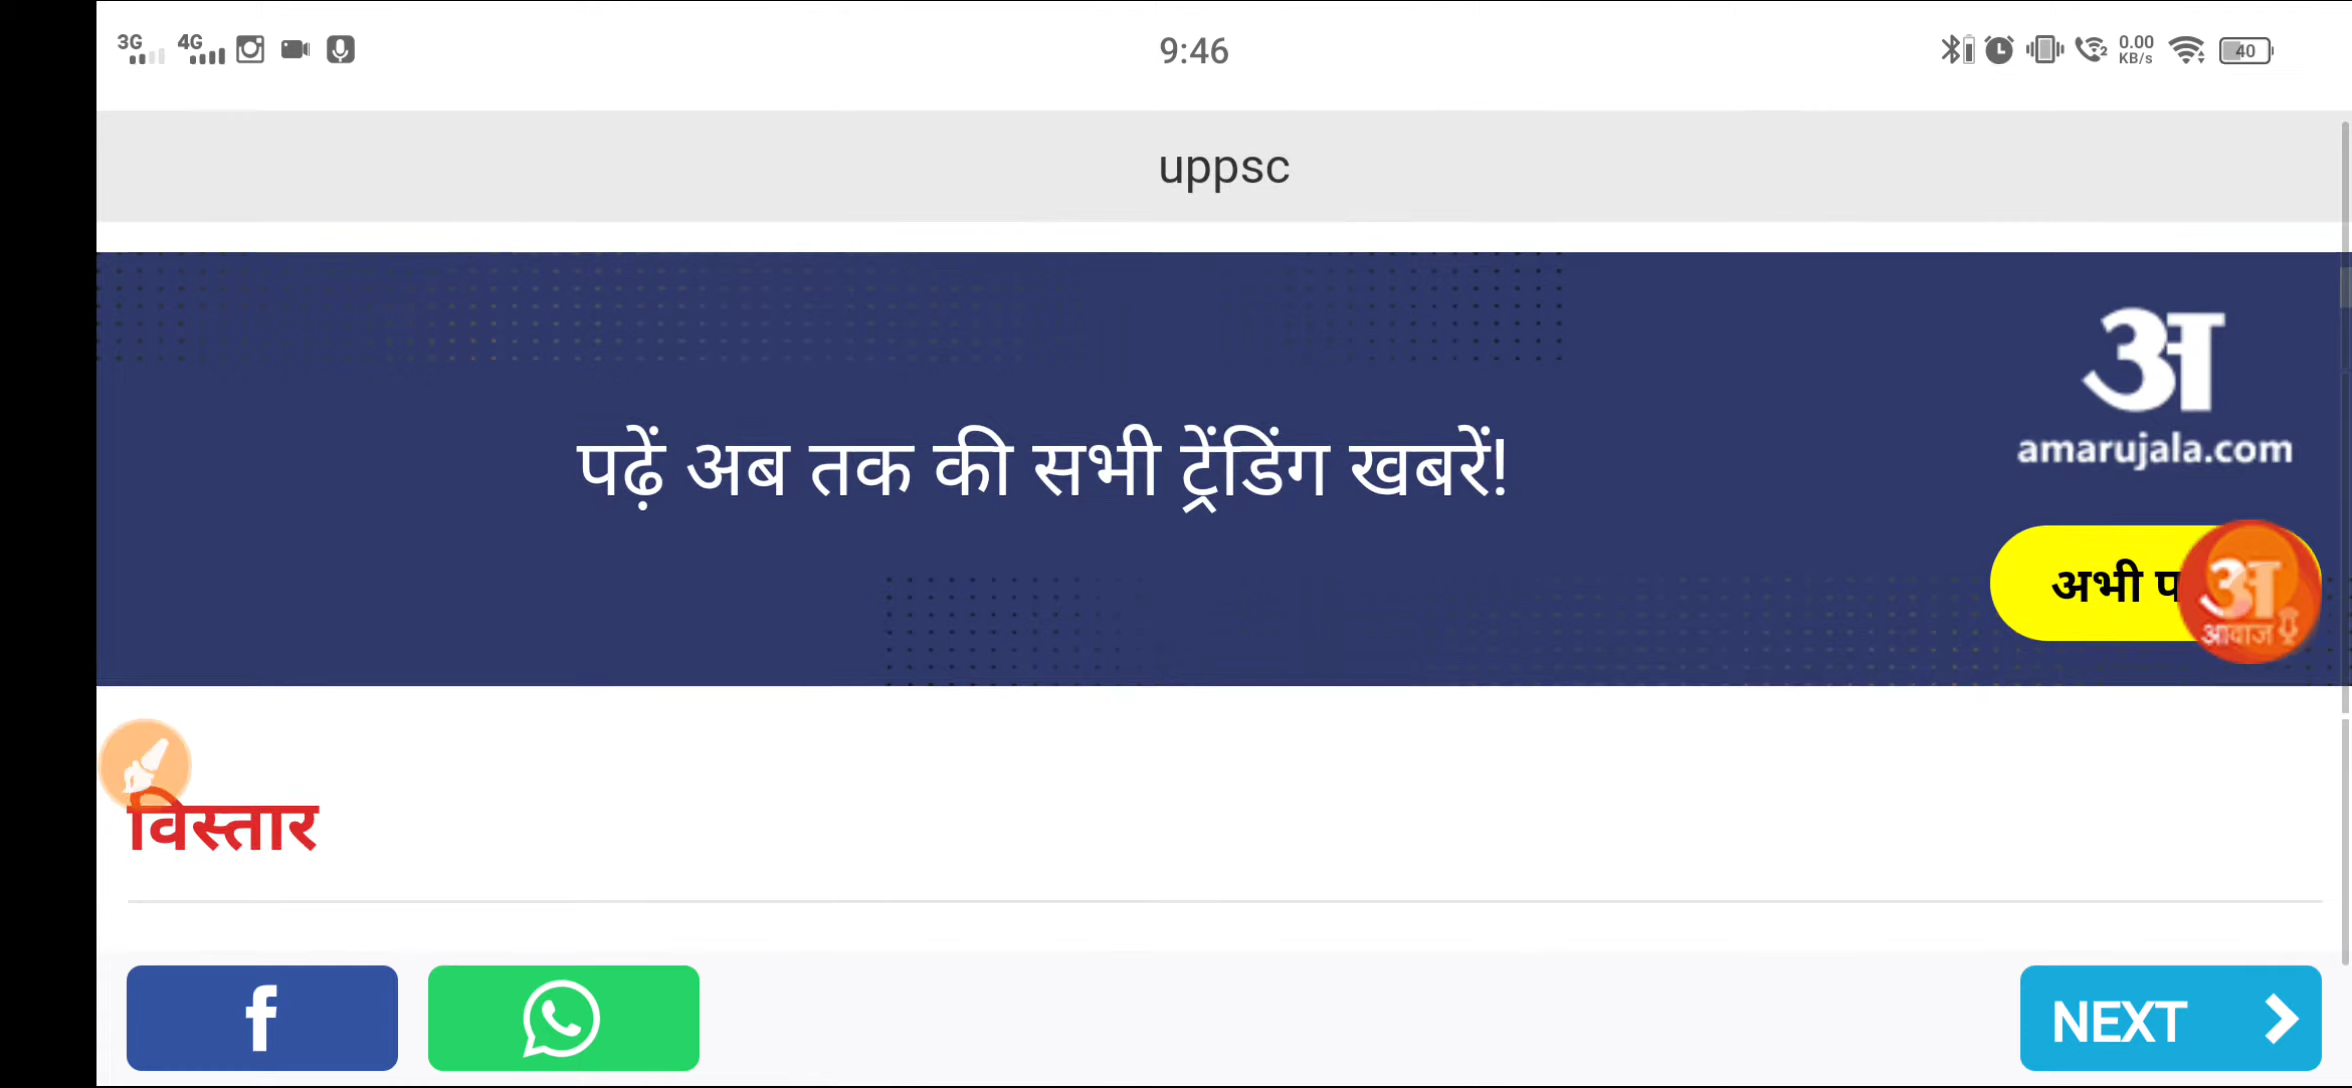 3G 4G 9:46 0.00 KB/s 40
uppsc
अ
amarujala.com
पढ़ें अब तक की सभी ट्रेंडिंग खबरें!
अभी प
अ
आवाज
विस्तार
f
NEXT